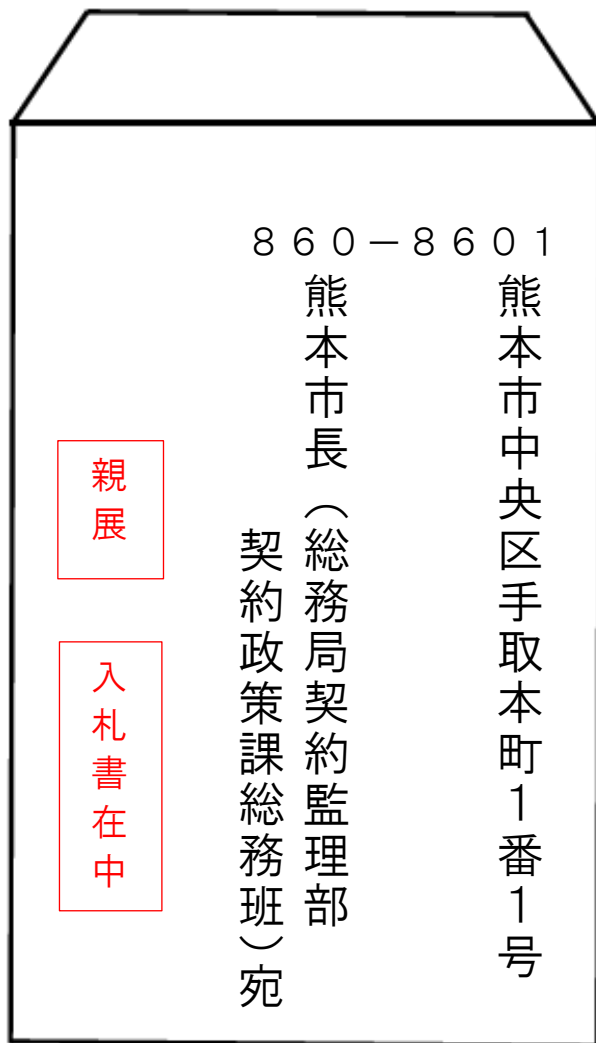 ８６０－８６０１
熊本市中央区手取本町１番１号
熊本市長（総務局契約監理部
契約政策課総務班）宛
親展
入札書在中